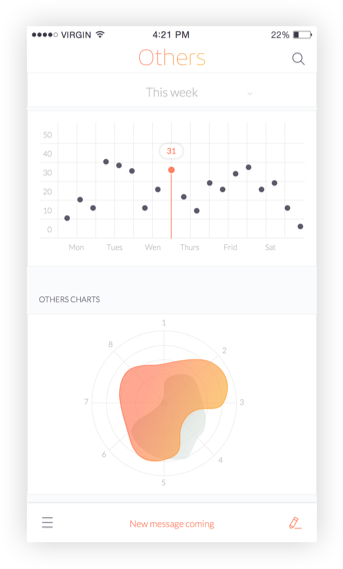 VIRGIN 4:21 PM 22%
Others
This week
50
40
30
20
10
0
31
Mon Tues Wen Thurs Frid Sat
OTHERS CHARTS
1
2
3
4
5
6
7
8
New message coming